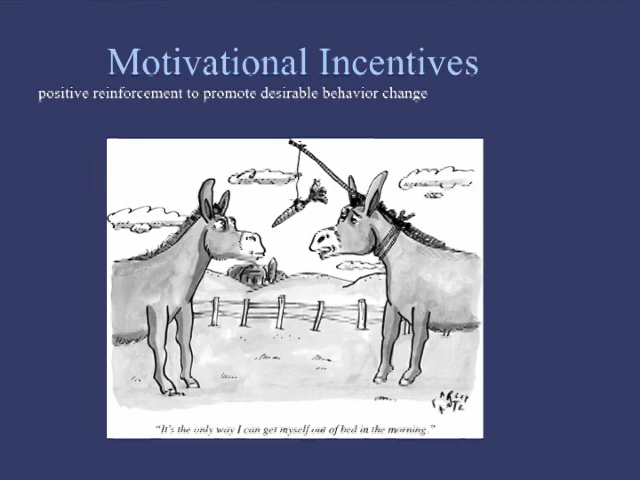 Motivational Incentives
positive reinforcement to promote desirable behavior change
"It's the only way I can get myself out of bed in the morning."